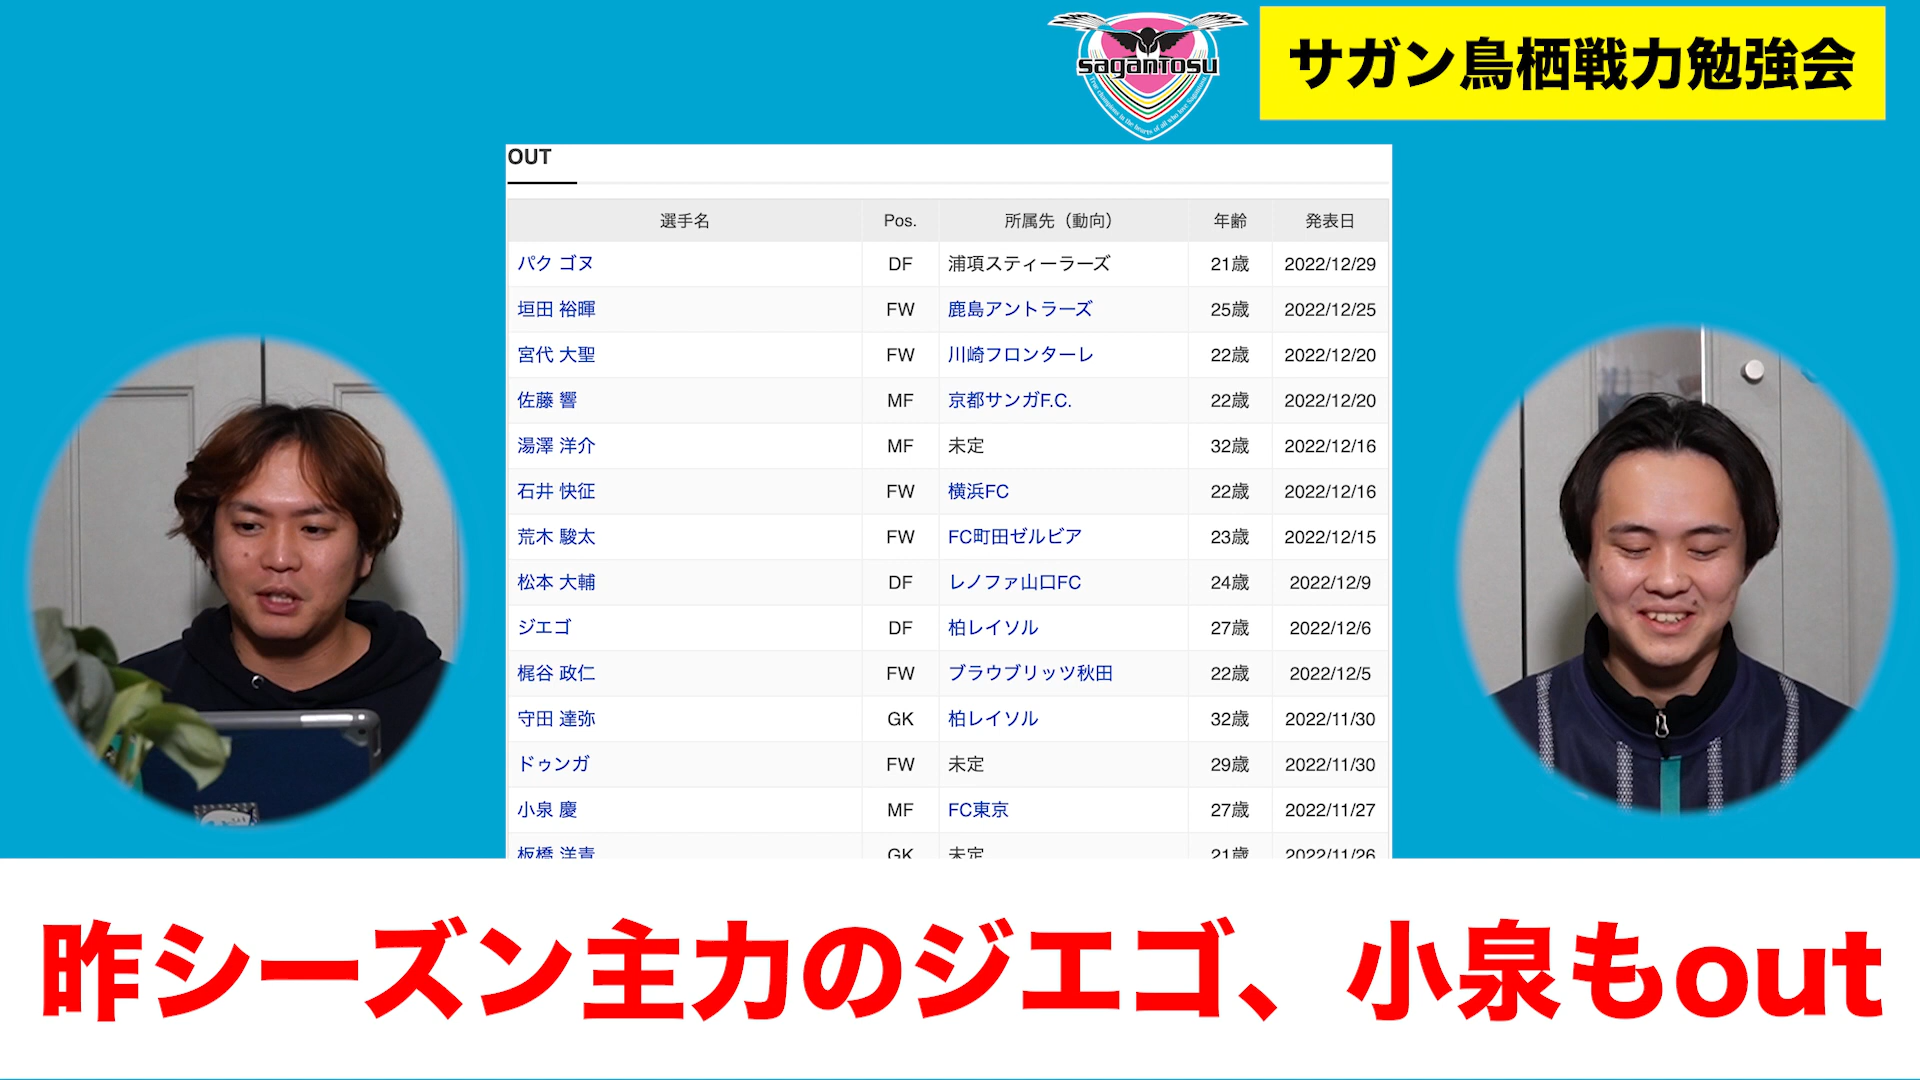 sagantosu
サガン鳥栖戦力勉強会
OUT
選手名 Pos. 所属先（動向） 年齢 発表日
パク ゴヌ DF 浦項スティーラーズ 21歳 2022/12/29
垣田 裕暉 FW 鹿島アントラーズ 25歳 2022/12/25
宮代 大聖 FW 川崎フロンターレ 22歳 2022/12/20
佐藤 響 MF 京都サンガF.C. 22歳 2022/12/20
湯澤 洋介 MF 未定 32歳 2022/12/16
石井 快征 FW 横浜FC 22歳 2022/12/16
荒木 駿太 FW FC町田ゼルビア 23歳 2022/12/15
松本 大輔 DF レノファ山口FC 24歳 2022/12/9
ジエゴ DF 柏レイソル 27歳 2022/12/6
梶谷 政仁 FW ブラウブリッツ秋田 22歳 2022/12/5
守田 達弥 GK 柏レイソル 32歳 2022/11/30
ドゥンガ FW 未定 29歳 2022/11/30
小泉 慶 MF FC東京 27歳 2022/11/27
板橋 洋青 GK 未定 21歳 2022/11/26
昨シーズン主力のジエゴ、小泉もout